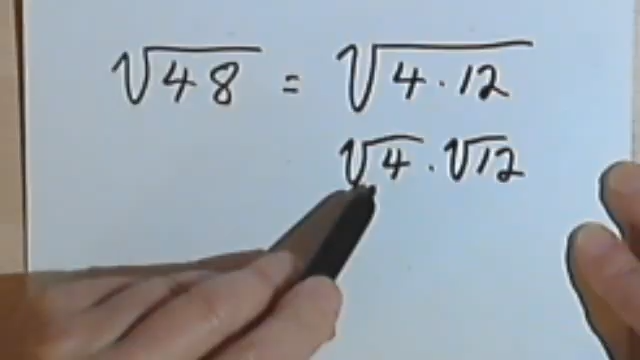 √48 = √4·12
√4 · √12